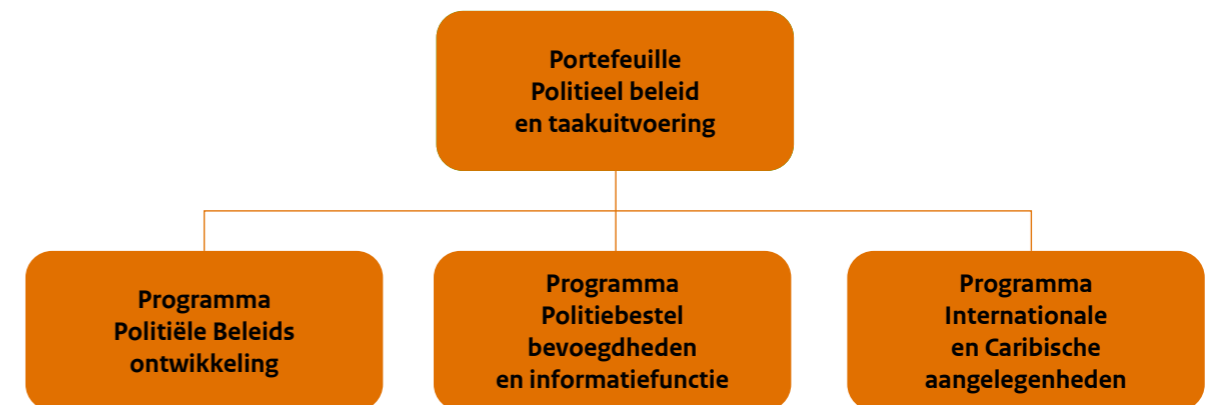 Portefeuille
Politieel beleid
en taakuitvoering
Programma
Politiële Beleids
ontwikkeling
Programma
Politiebestel
bevoegdheden
en informatiefunctie
Programma
Internationale
en Caribische
aangelegenheden